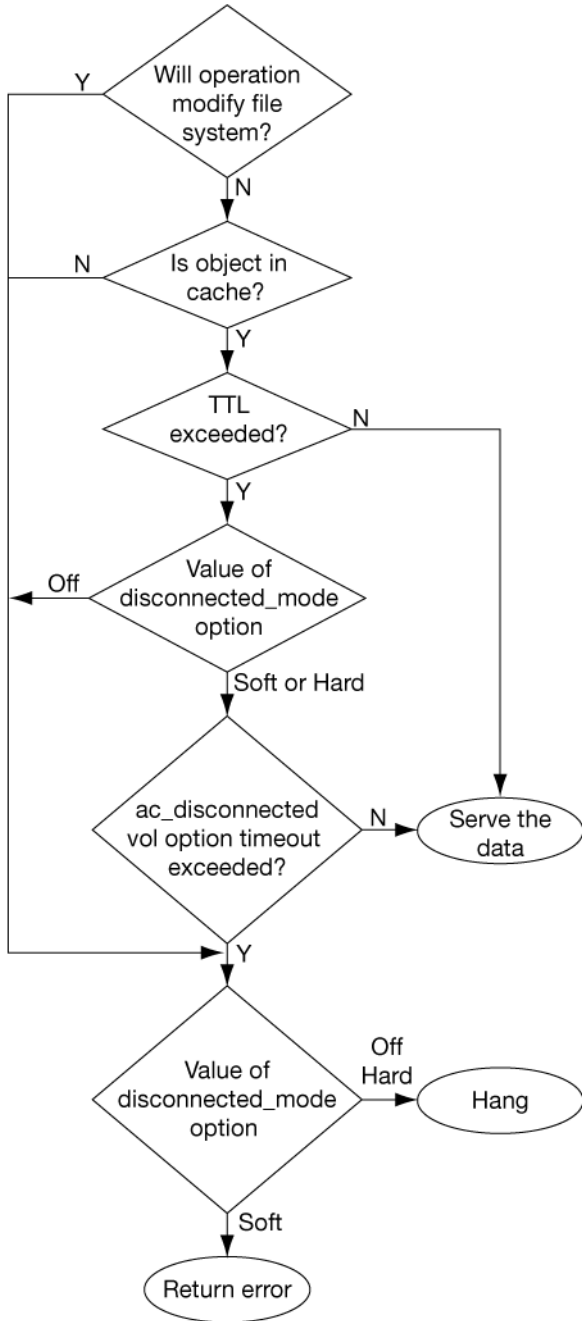 Y
Will operation
modify file
system?
N
N
Is object in
cache?
Y
TTL
exceeded?
N
Y
Off
Value of
disconnected_mode
option
Soft or Hard
ac_disconnected
vol option timeout
exceeded?
N
Serve the
data
Y
Value of
disconnected_mode
option
Off
Hard
Hang
Soft
Return error